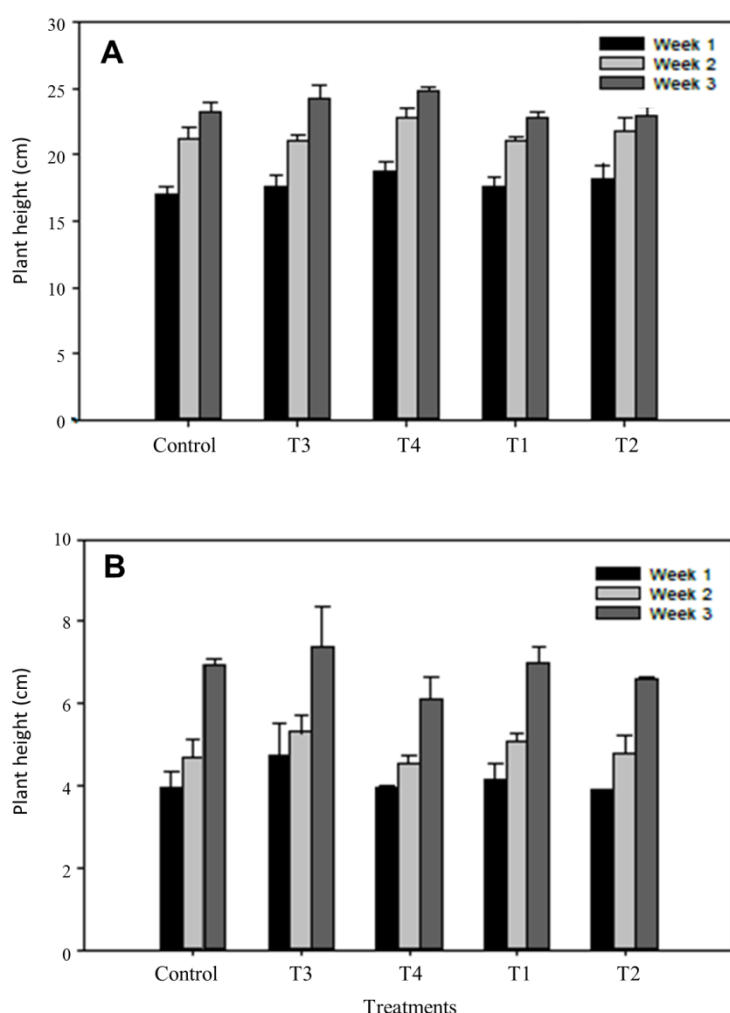 30
25
20
15
10
5
0
Plant height (cm)
A
Week 1
Week 2
Week 3
Control T3 T4 T1 T2
10
8
6
4
2
0
Plant height (cm)
B
Week 1
Week 2
Week 3
Control T3 T4 T1 T2
Treatments